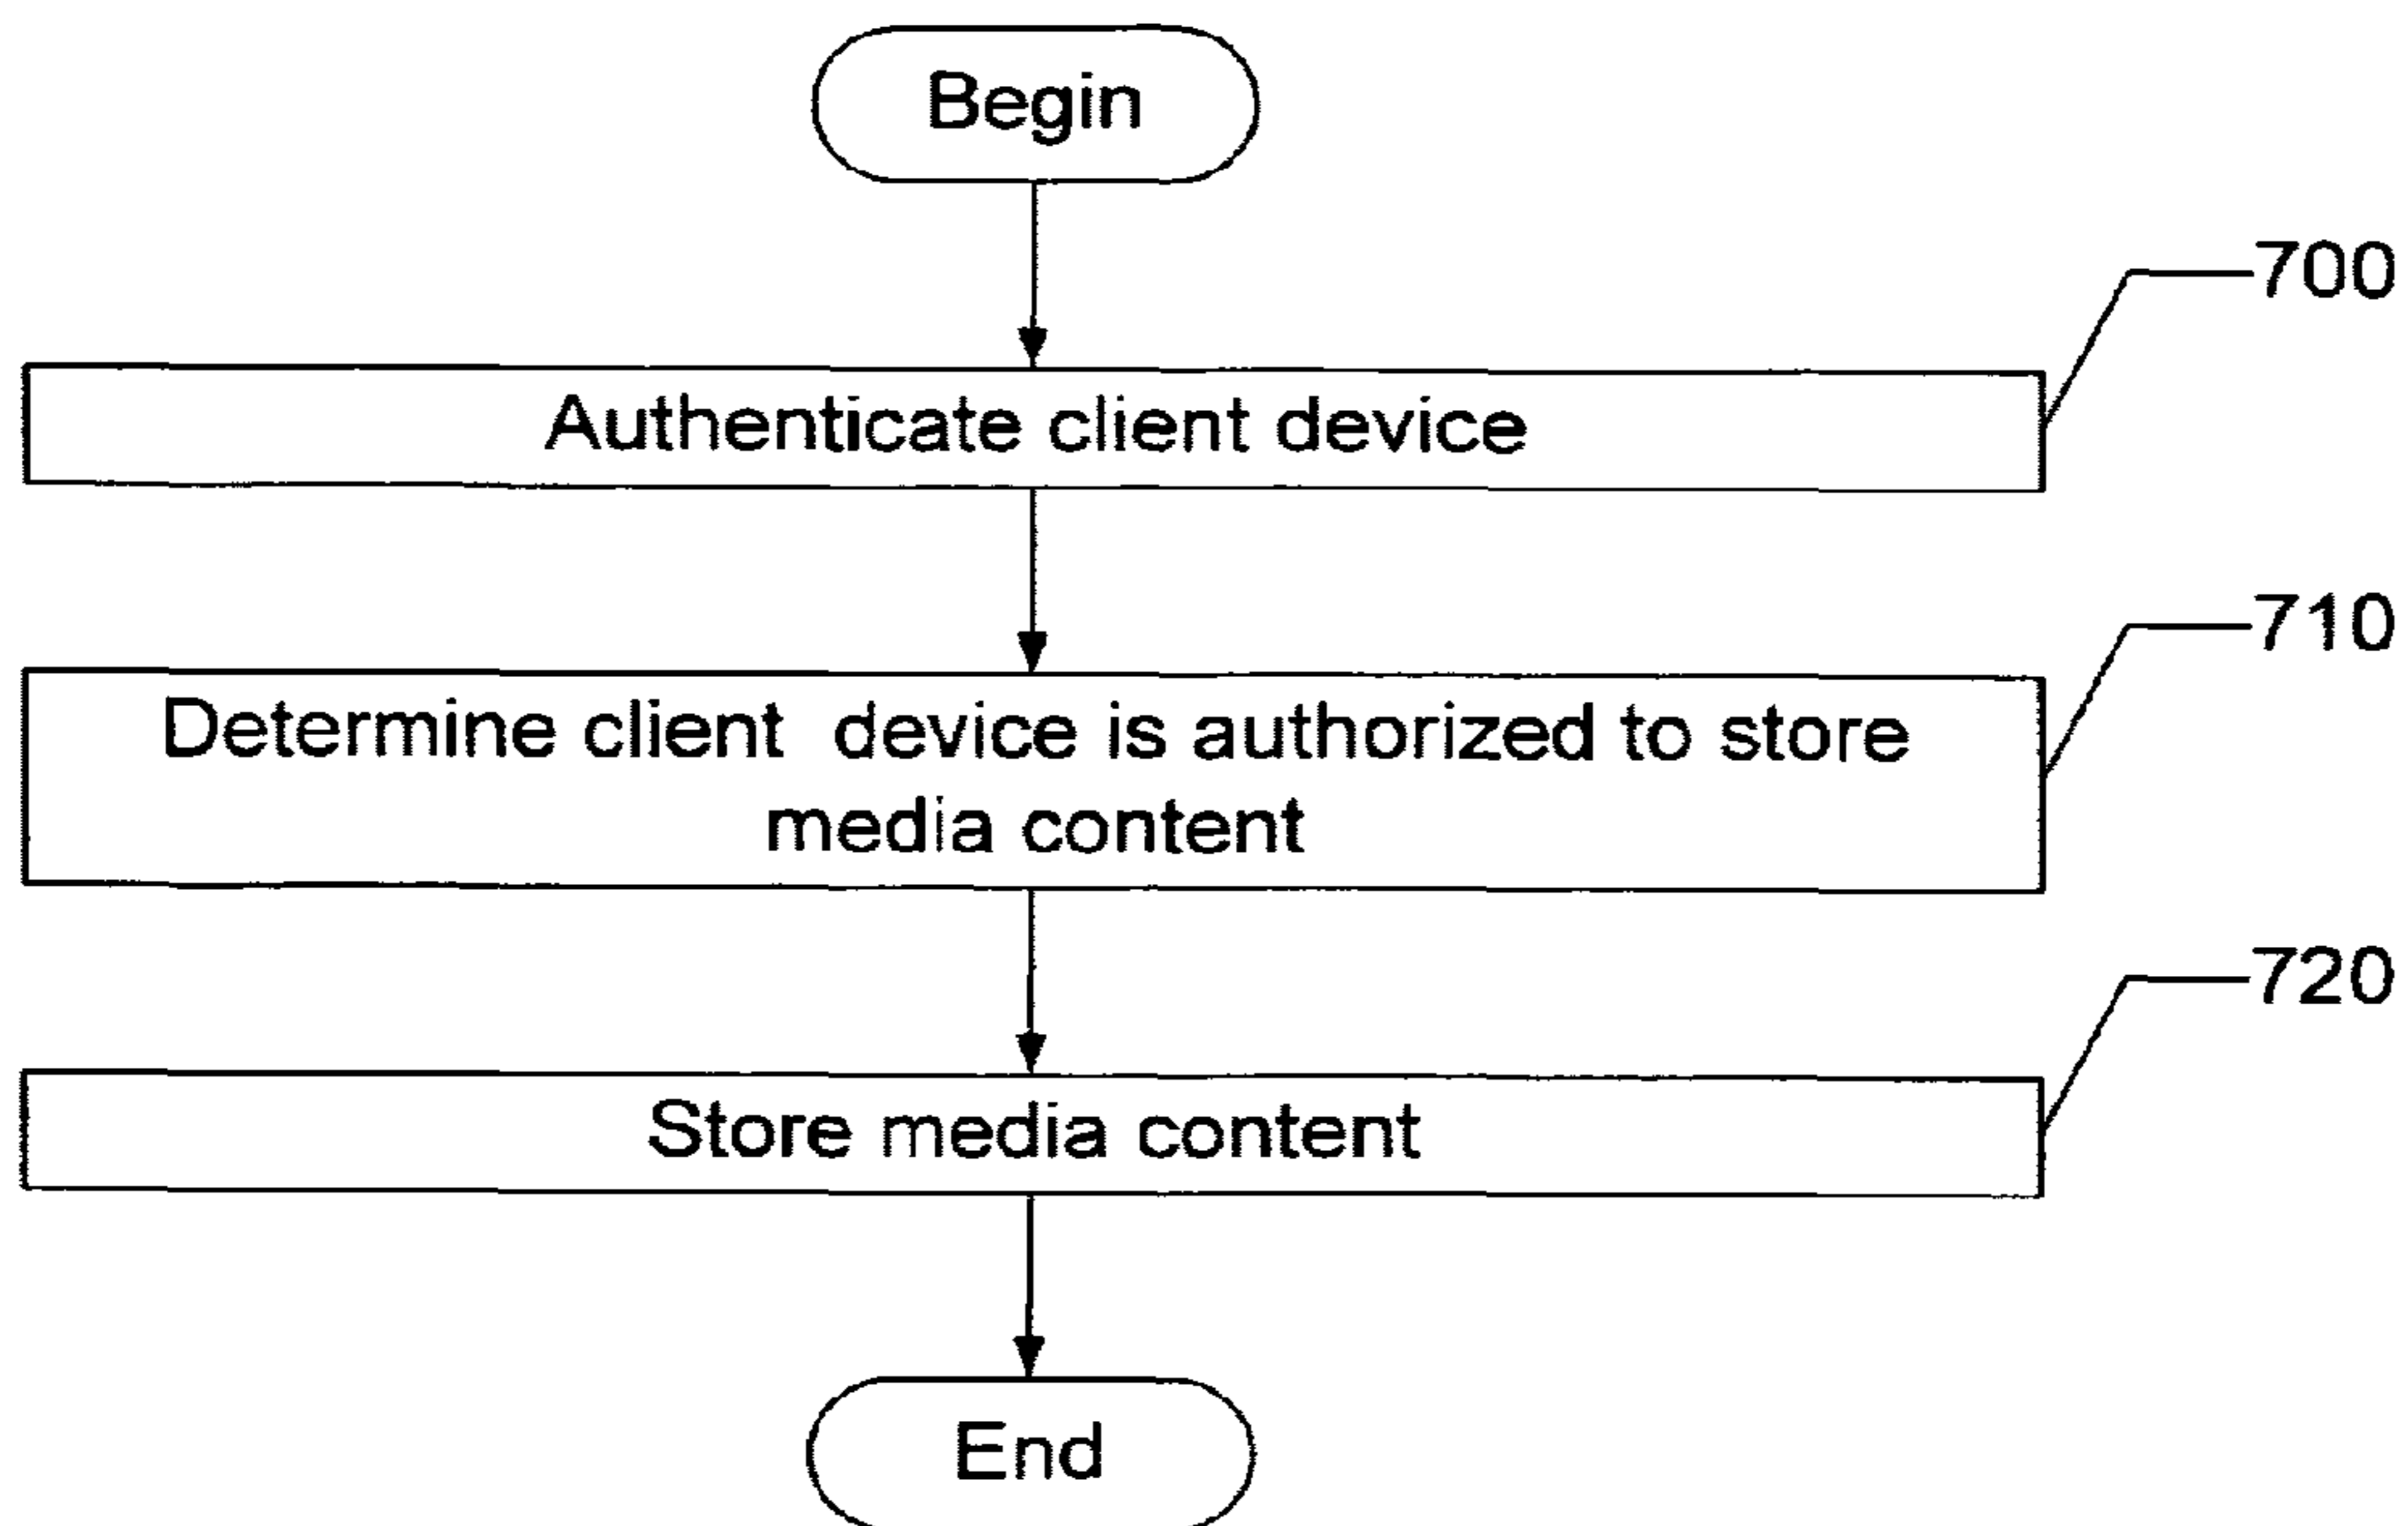 Begin
700
Authenticate client device
710
Determine client device is authorized to store
media content
720
Store media content
End